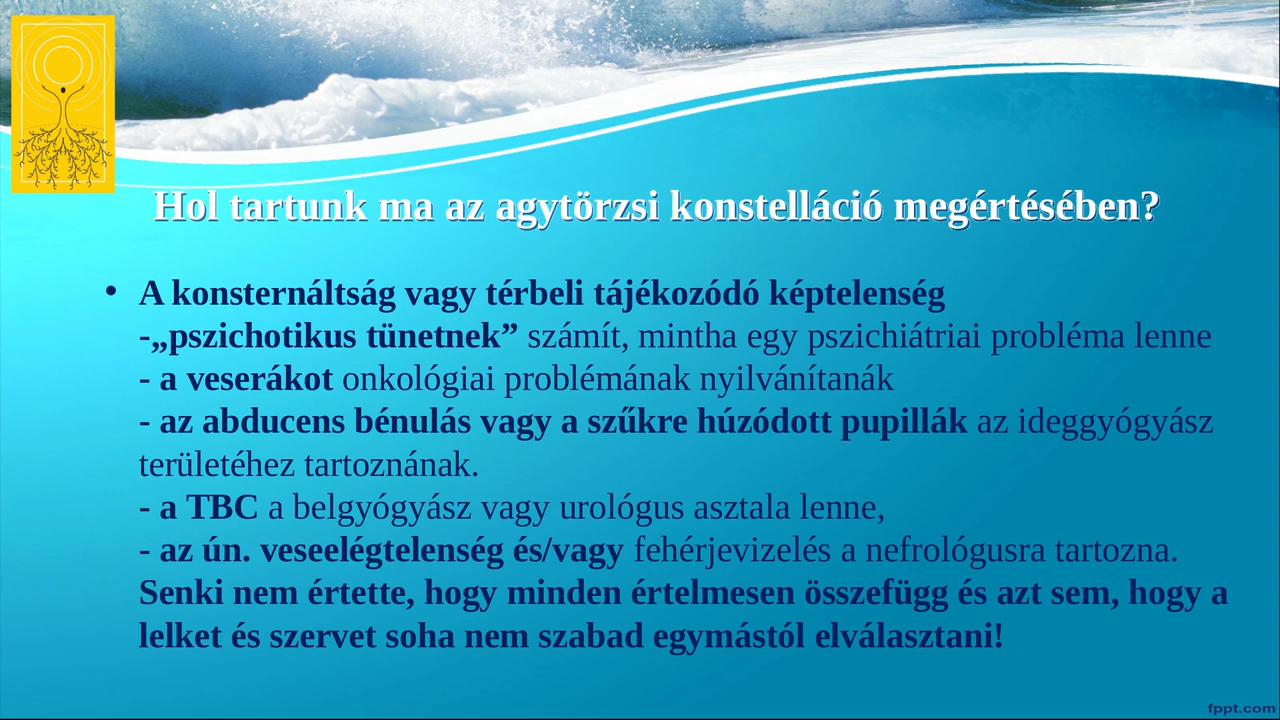 Hol tartunk ma az agytörzsi konstelláció megértésében?
• A konsternáltság vagy térbeli tájékozódó képtelenség
-„pszichotikus tünetnek” számít, mintha egy pszichiátriai probléma lenne
- a veserákot onkológiai problémának nyilvánítanák
- az abducens bénulás vagy a szűkre húzódott pupillák az ideggyógyász
területéhez tartoznának.
- a TBC a belgyógyász vagy urológus asztala lenne,
- az ún. veseelégtelenség és/vagy fehérjevizelés a nefrológusra tartozna.
Senki nem értette, hogy minden értelmesen összefügg és azt sem, hogy a
lelket és szervet soha nem szabad egymástól elválasztani!
fppt.com